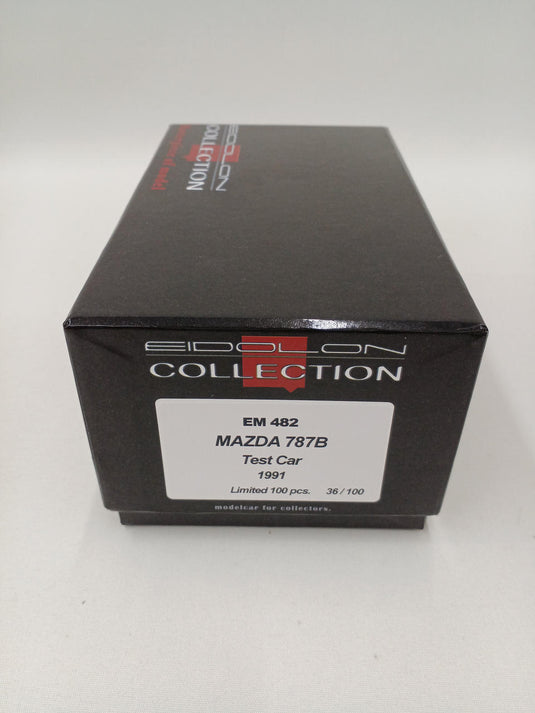 EIDOLON
COLLECTION
EIDOLON
COLLECTION
EM 482
MAZDA 787B
Test Car
1991
Limited 100 pcs. 36 / 100
modelcar for collectors.